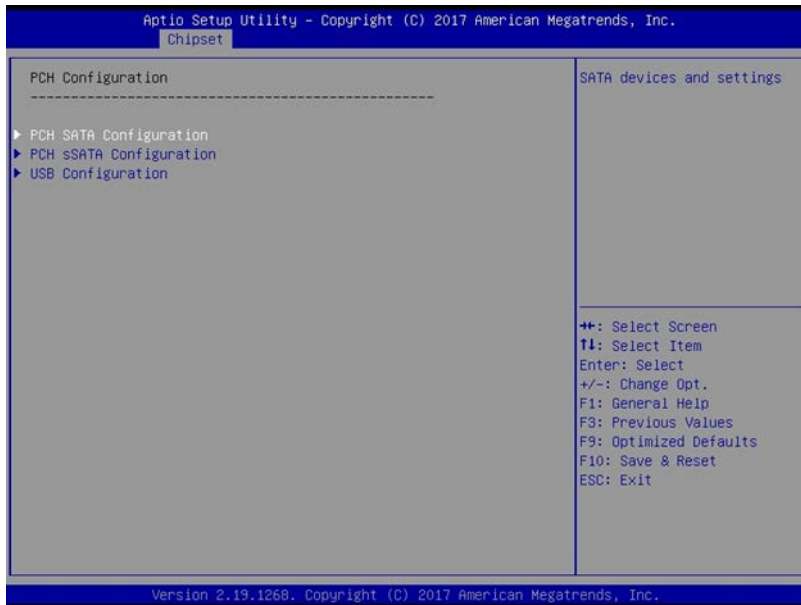 Aptio Setup Utility – Copyright (C) 2017 American Megatrends, Inc.
Chipset
PCH Configuration
--------------------------------------------------
PCH SATA Configuration
PCH sSATA Configuration
USB Configuration
SATA devices and settings
→←: Select Screen
↑↓: Select Item
Enter: Select
+/-: Change Opt.
F1: General Help
F3: Previous Values
F9: Optimized Defaults
F10: Save & Reset
ESC: Exit
Version 2.19.1268. Copyright (C) 2017 American Megatrends, Inc.